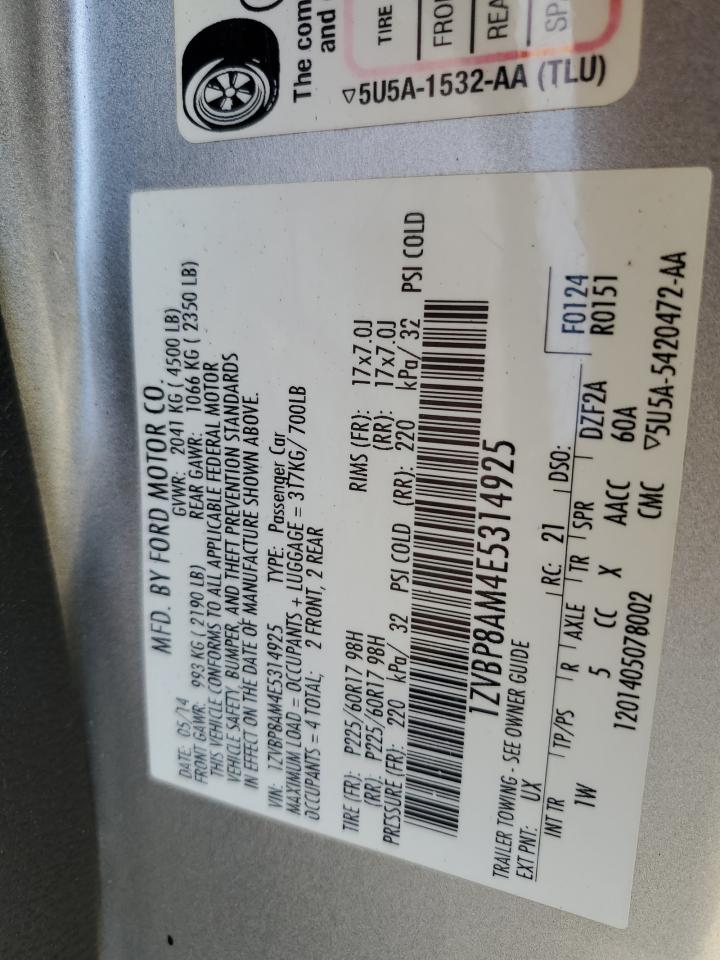 The com
and
TIRE
FRO
REA
SPA
▽5U5A-1532-AA (TLU)
MFD. BY FORD MOTOR CO.
DATE: 05/14 GVWR: 2041 KG ( 4500 LB)
FRONT GAWR: 993 KG ( 2190 LB) REAR GAWR: 1066 KG ( 2350 LB)
THIS VEHICLE CONFORMS TO ALL APPLICABLE FEDERAL MOTOR
VEHICLE SAFETY, BUMPER, AND THEFT PREVENTION STANDARDS
IN EFFECT ON THE DATE OF MANUFACTURE SHOWN ABOVE.
VIN: 1ZVBP8AM4E5314925 TYPE: Passenger Car
MAXIMUM LOAD = OCCUPANTS + LUGGAGE = 317KG/ 700LB
OCCUPANTS = 4 TOTAL; 2 FRONT, 2 REAR
TIRE (FR): P225/60R17 98H RIMS (FR): 17x7.0J
(RR): P225/60R17 98H (RR): 17x7.0J
PRESSURE (FR): 220 kPa/ 32 PSI COLD (RR): 220 kPa/ 32 PSI COLD
1ZVBP8AM4E5314925
TRAILER TOWING - SEE OWNER GUIDE
EXT PNT: UX RC: 21 DSO: F0124
INT TR TP/PS R AXLE TR SPR R0151
1W 5 CC X AACC DZF2A
60A
1201405078002 CMC ▽5U5A-5420472-AA